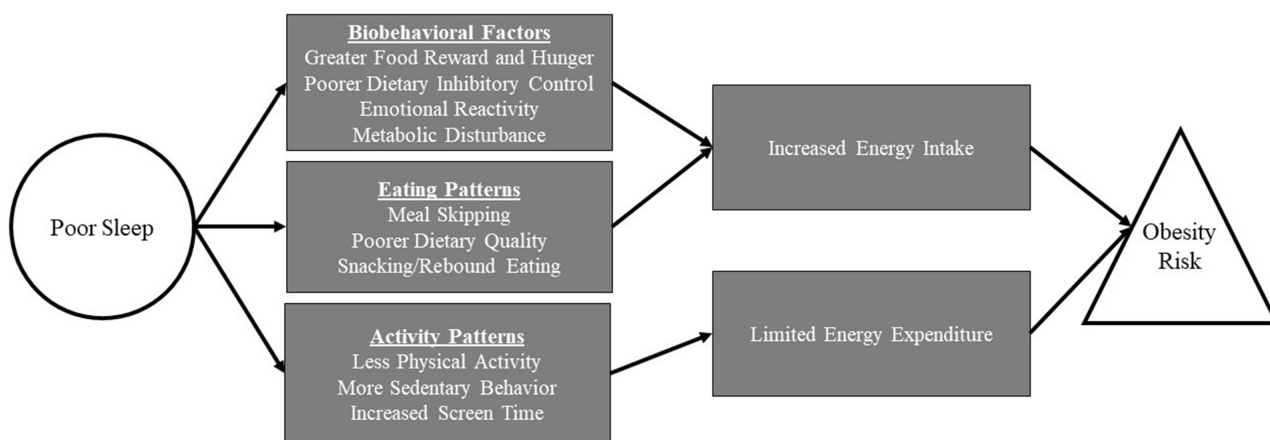 Poor Sleep
Biobehavioral Factors
Greater Food Reward and Hunger
Poorer Dietary Inhibitory Control
Emotional Reactivity
Metabolic Disturbance
Eating Patterns
Meal Skipping
Poorer Dietary Quality
Snacking/Rebound Eating
Activity Patterns
Less Physical Activity
More Sedentary Behavior
Increased Screen Time
Increased Energy Intake
Limited Energy Expenditure
Obesity
Risk